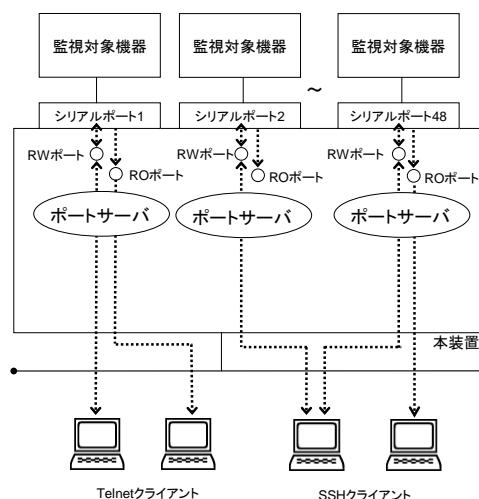 監視対象機器
監視対象機器
監視対象機器
~
シリアルポート1
シリアルポート2
シリアルポート48
RWポート
RWポート
RWポート
ROポート
ROポート
ROポート
ポートサーバ
ポートサーバ
ポートサーバ
本装置
Telnetクライアント
SSHクライアント